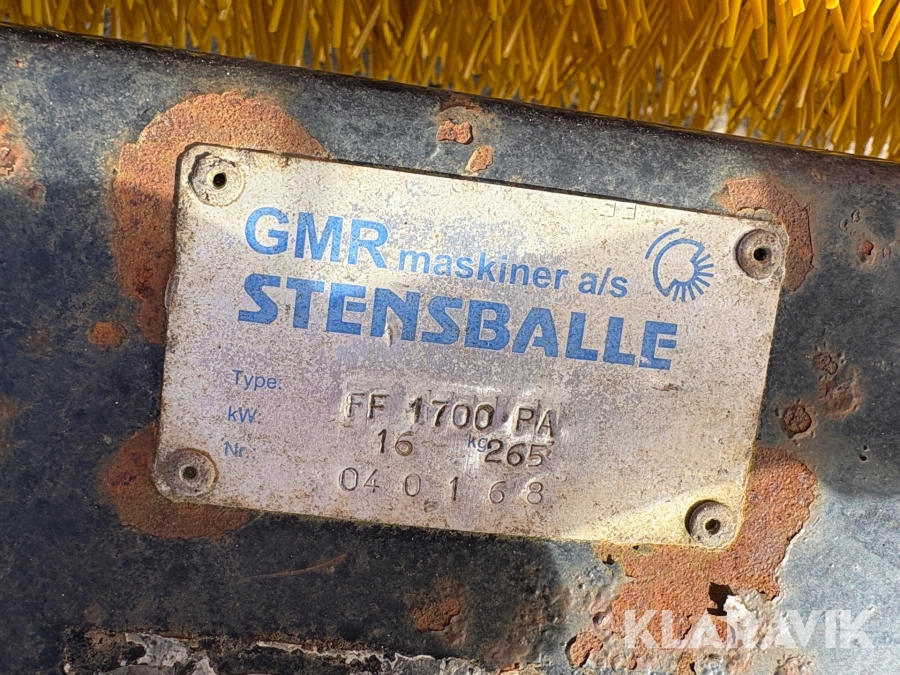 GMR maskiner a/s
STENSBALLE
Type: FF 1700 PA
kW: 16 kg 265
Nr.: 040168
KLARAVIK